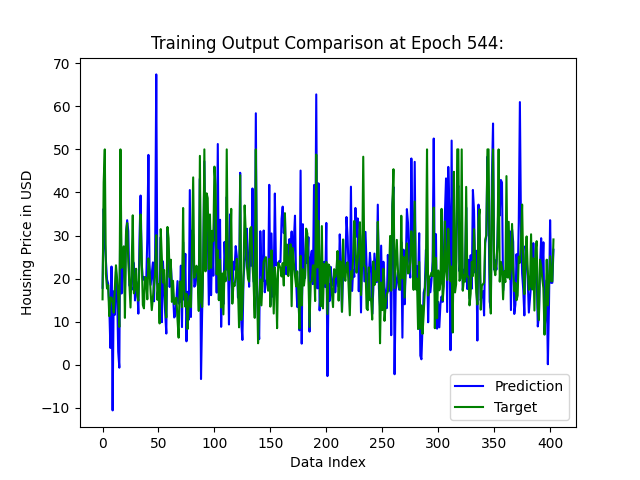 Training Output Comparison at Epoch 544:
Housing Price in USD
70
60
50
40
30
20
10
0
−10
0 50 100 150 200 250 300 350 400
Data Index
Prediction
Target